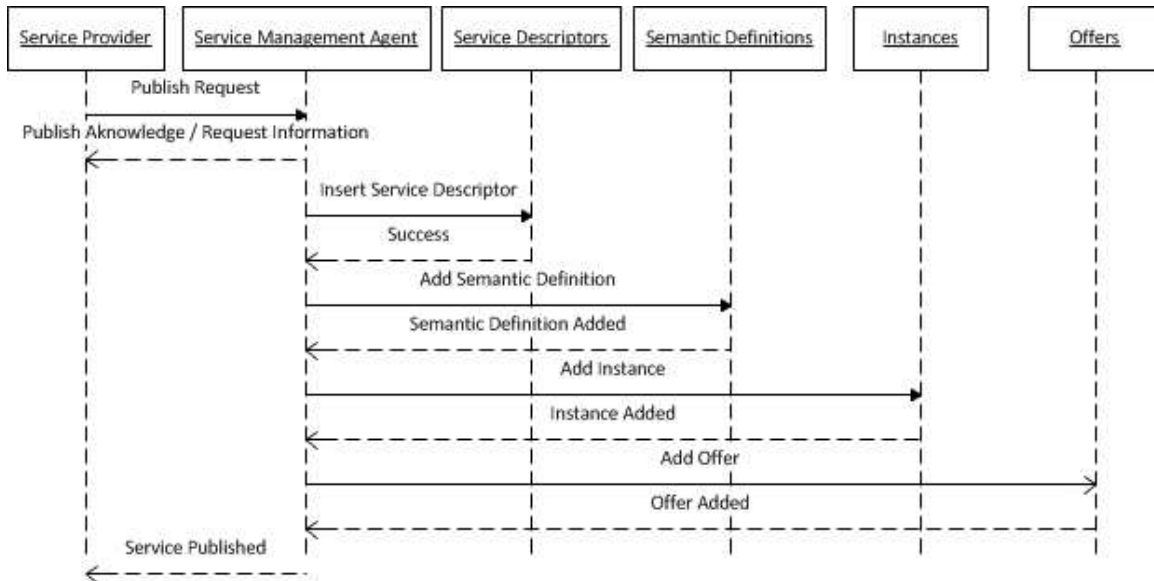 Service Provider
Service Management Agent
Service Descriptors
Semantic Definitions
Instances
Offers
Publish Request
Publish Aknowledge / Request Information
Insert Service Descriptor
Success
Add Semantic Definition
Semantic Definition Added
Add Instance
Instance Added
Add Offer
Offer Added
Service Published